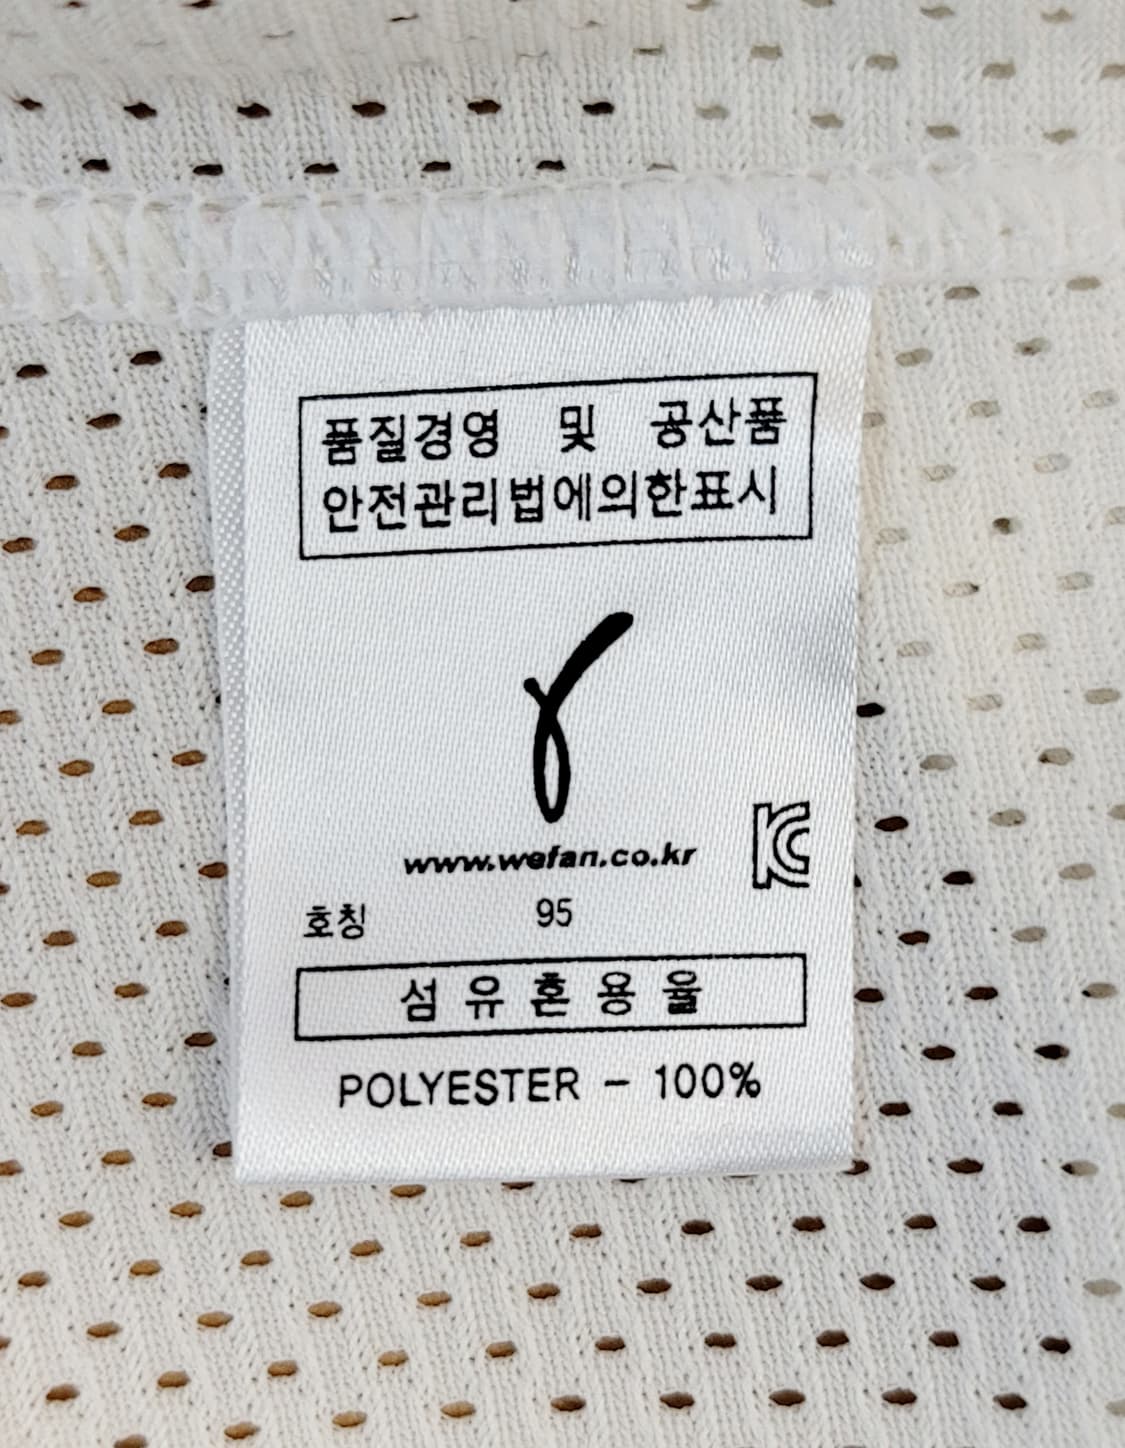 품질경영 및 공산품
안전관리법에의한표시
www.wefan.co.kr
KC
호칭 95
섬유혼용율
POLYESTER - 100%